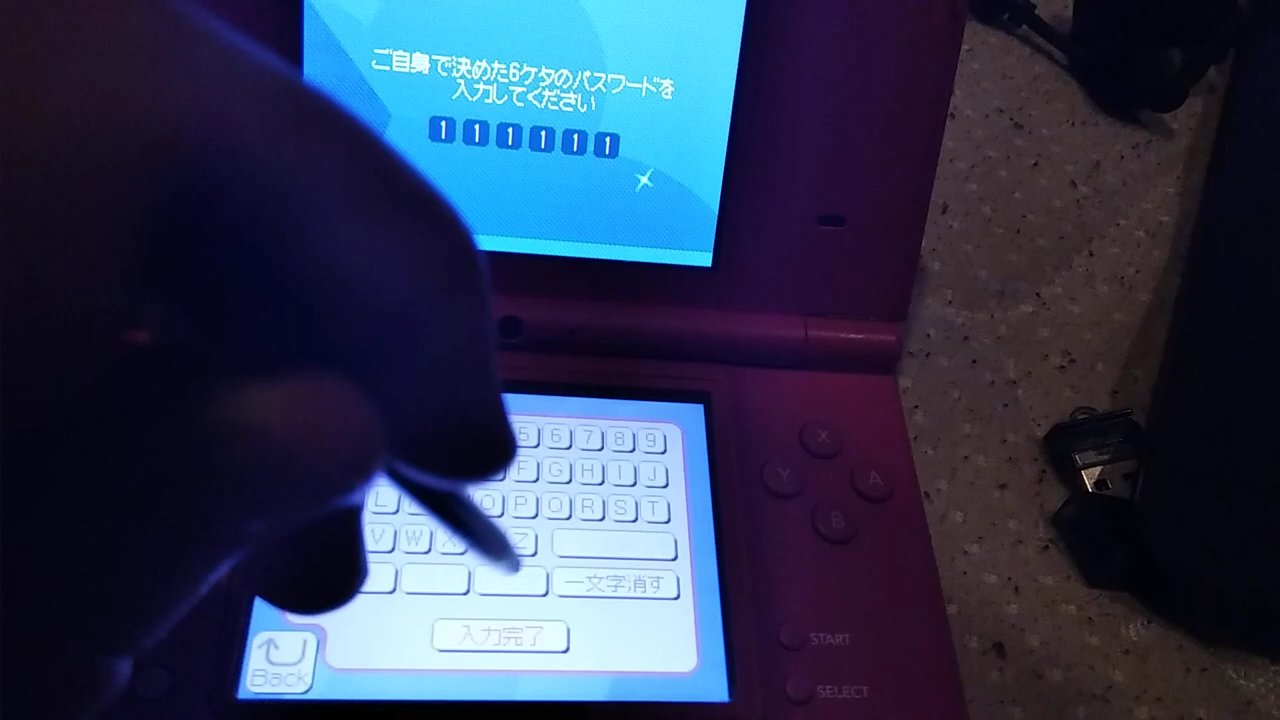 ご自身で決めた6ケタのパスワードを
入力してください
1 1 1 1 1 1
5 6 7 8 9
F G H I J
L O P Q R S T
V W X Z
一文字消す
入力完了
Back
X
Y A
B
START
SELECT